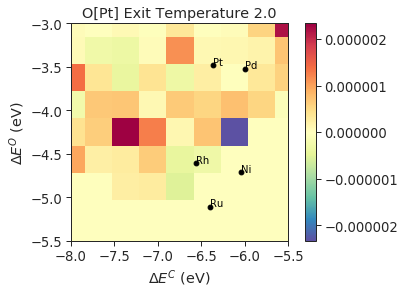 O[Pt] Exit Temperature 2.0
−3.0
−3.5
−4.0
−4.5
−5.0
−5.5
ΔE^O (eV)
Pt
Pd
Rh
Ni
Ru
−8.0 −7.5 −7.0 −6.5 −6.0 −5.5
ΔE^C (eV)
0.000002
0.000001
0.000000
−0.000001
−0.000002